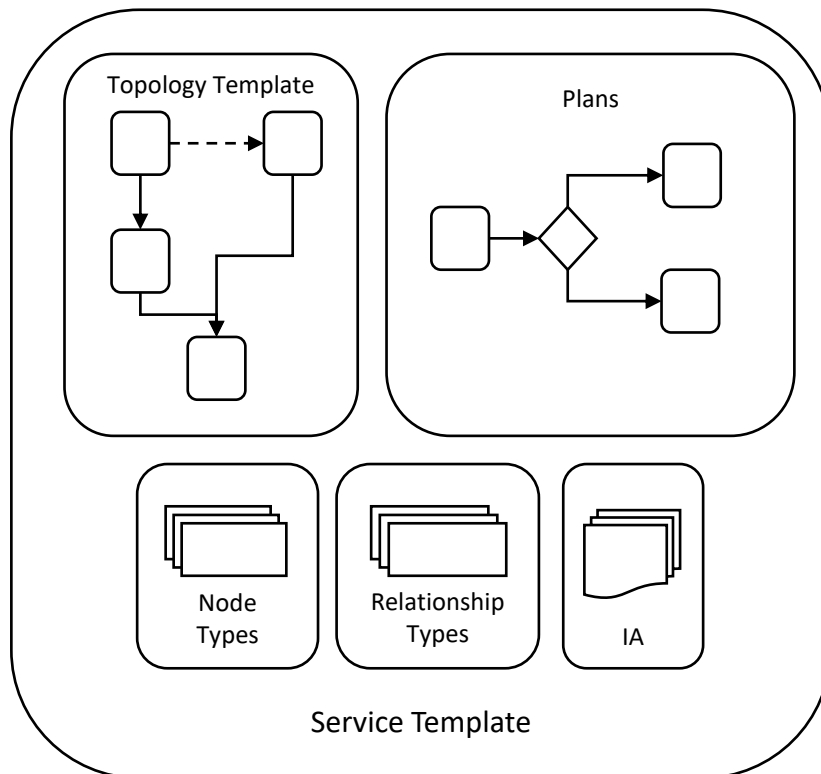 Topology Template
Plans
Node
Types
Relationship
Types
IA
Service Template